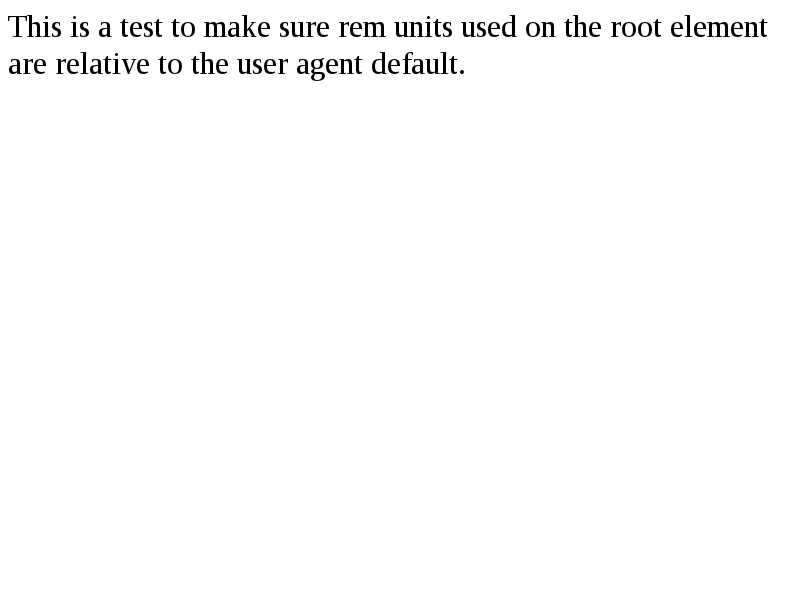 This is a test to make sure rem units used on the root element
are relative to the user agent default.